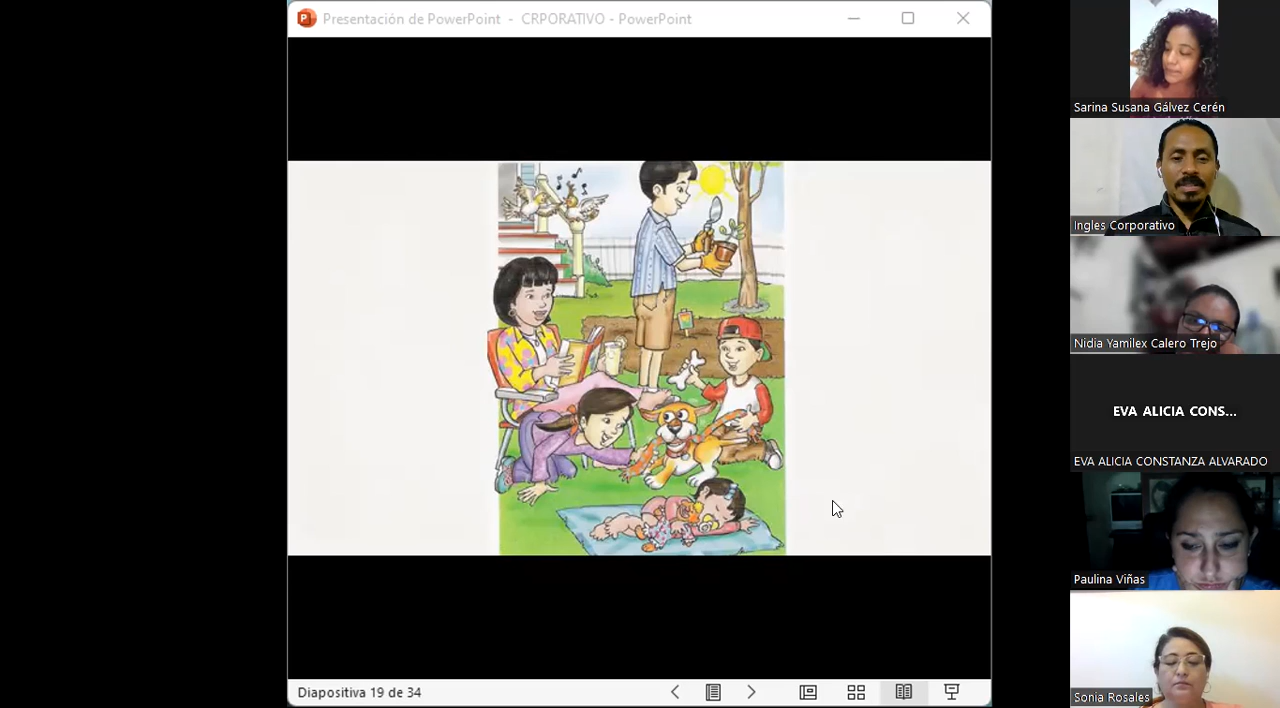 Presentación de PowerPoint - CRPORATIVO - PowerPoint
Sarina Susana Gálvez Cerén
Ingles Corporativo
Nidia Yamilex Calero Trejo
EVA ALICIA CONS...
EVA ALICIA CONSTANZA ALVARADO
Paulina Viñas
Sonia Rosales
Diapositiva 19 de 34